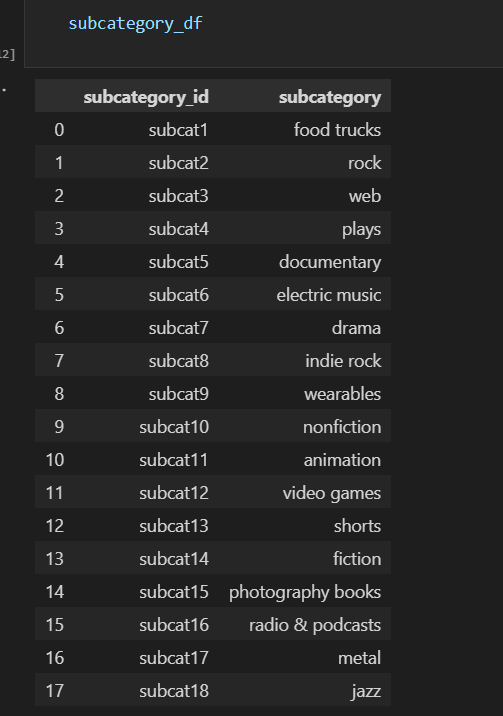 subcategory_df
12]
.
subcategory_id subcategory
0 subcat1 food trucks
1 subcat2 rock
2 subcat3 web
3 subcat4 plays
4 subcat5 documentary
5 subcat6 electric music
6 subcat7 drama
7 subcat8 indie rock
8 subcat9 wearables
9 subcat10 nonfiction
10 subcat11 animation
11 subcat12 video games
12 subcat13 shorts
13 subcat14 fiction
14 subcat15 photography books
15 subcat16 radio & podcasts
16 subcat17 metal
17 subcat18 jazz